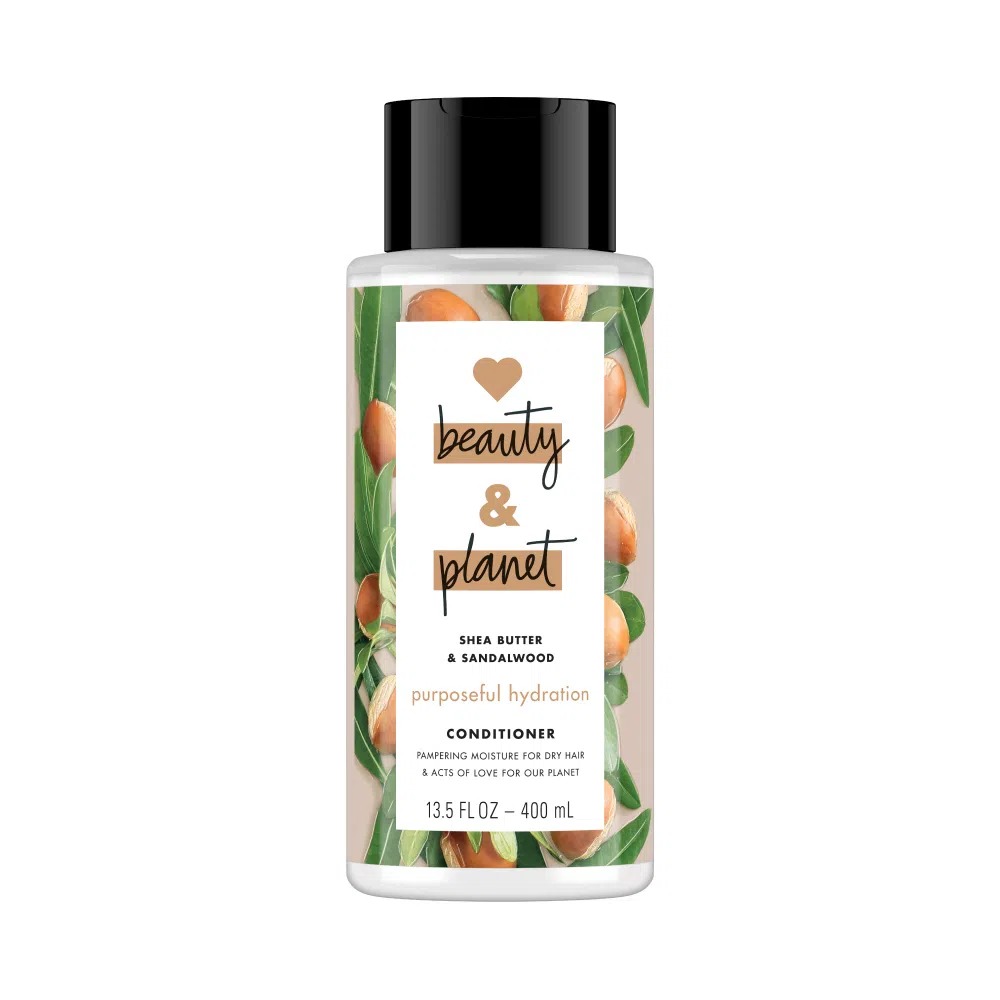 beauty
&
planet
SHEA BUTTER
& SANDALWOOD
purposeful hydration
CONDITIONER
PAMPERING MOISTURE FOR DRY HAIR
& ACTS OF LOVE FOR OUR PLANET
13.5 FL OZ – 400 mL